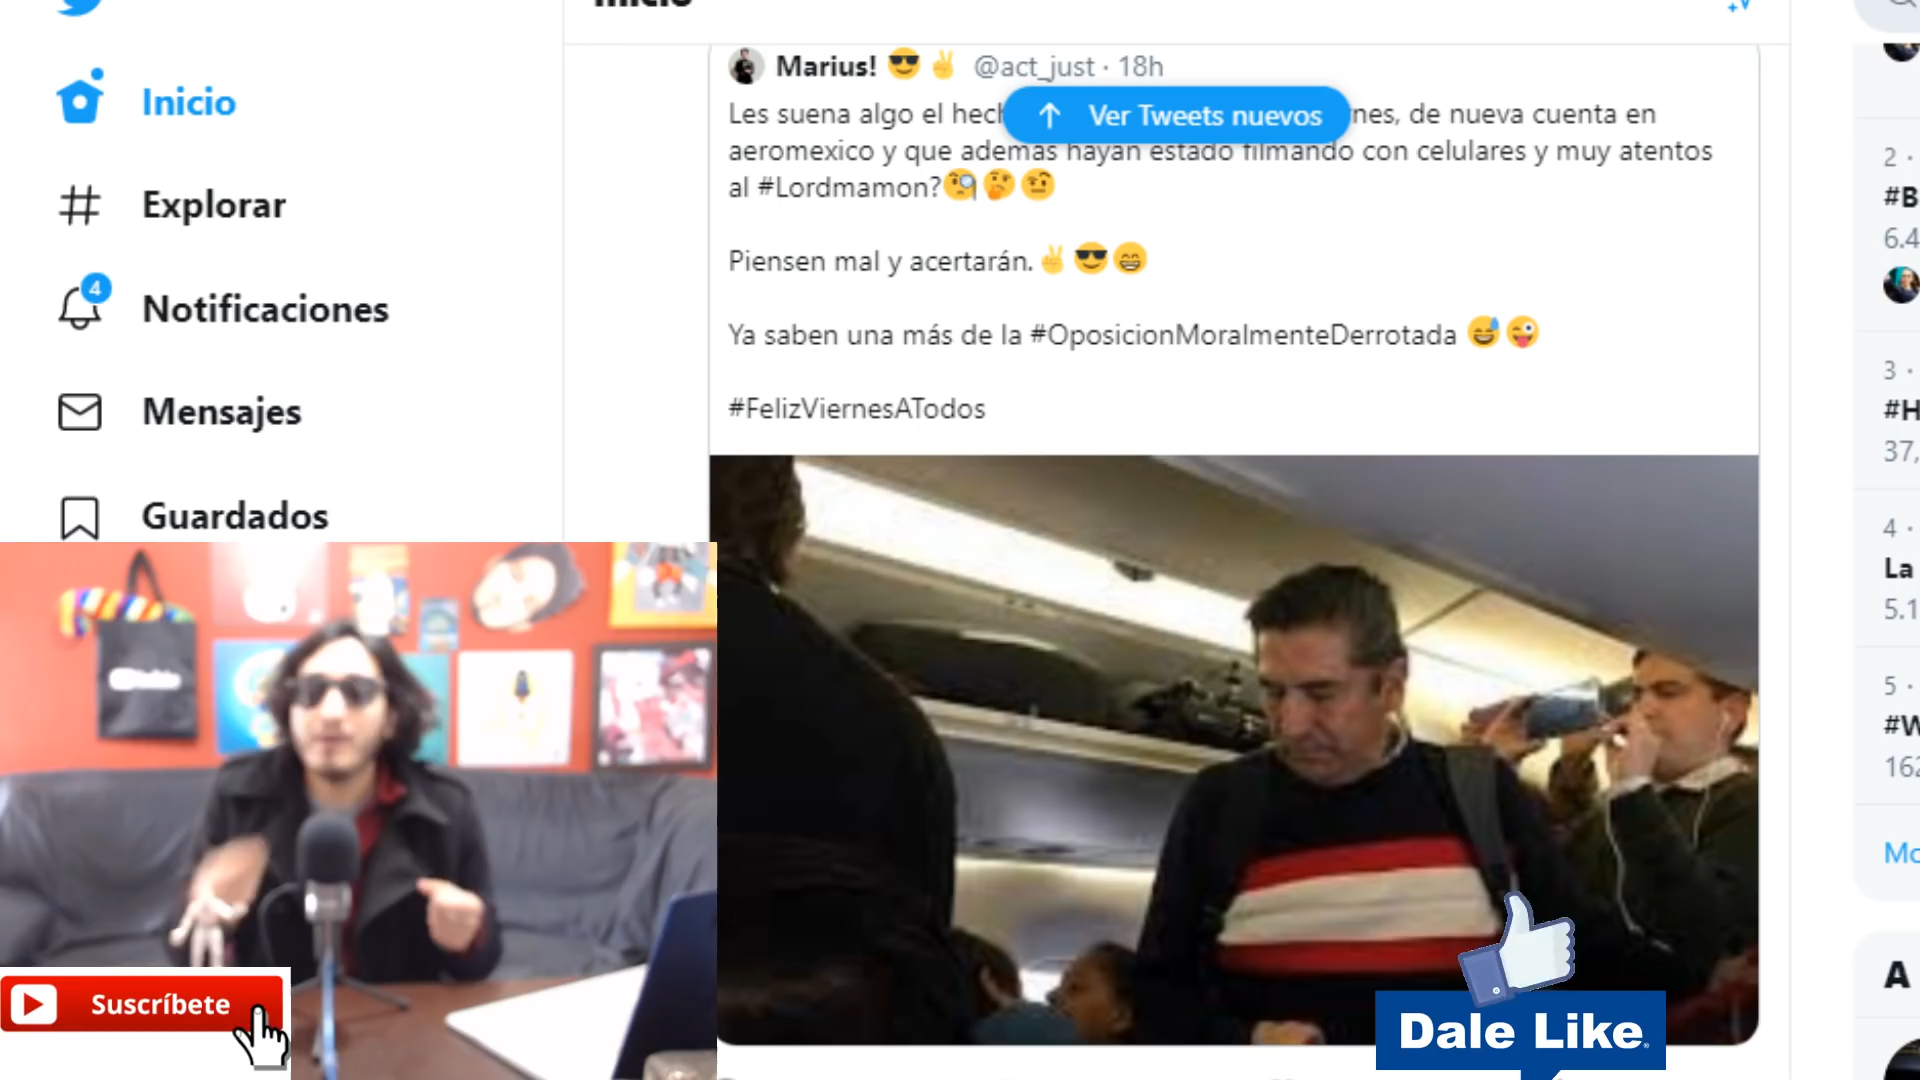 Inicio
Marius! 😎✌ @act_just · 18h
Ver Tweets nuevos
Les suena algo el nes, de nueva cuenta en
aeromexico y que además hayan estado filmando con celulares y muy atentos
al #Lordmamon?🧐🤔🤨
Piensen mal y acertarán.✌😎😁
Ya saben una más de la #OposicionMoralmenteDerrotada 😅😜
#FelizViernesATodos
Inicio
Explorar
4
Notificaciones
Mensajes
Guardados
Suscríbete
Dale Like
2 ·
#B
6.4
3 ·
#H
37,
4 ·
La
5.1
5 ·
#W
162
Mo
A